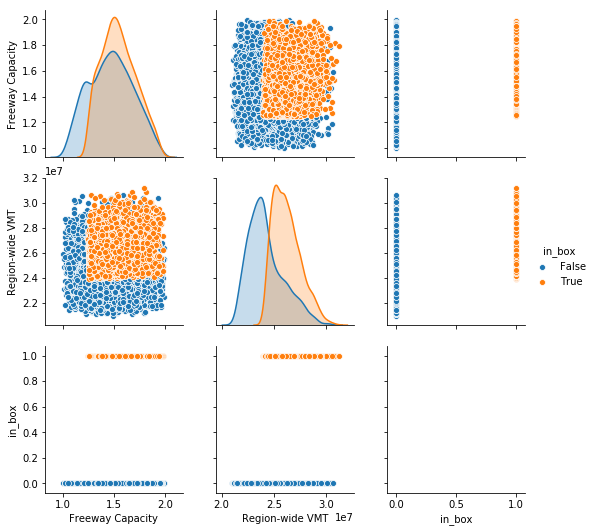 Freeway Capacity
2.0
1.8
1.6
1.4
1.2
1.0
1e7
Region-wide VMT
3.2
3.0
2.8
2.6
2.4
2.2
in_box
False
True
in_box
1.0
0.8
0.6
0.4
0.2
0.0
1.0 1.5 2.0
Freeway Capacity
2.0 2.5 3.0
Region-wide VMT 1e7
0.0 0.5 1.0
in_box